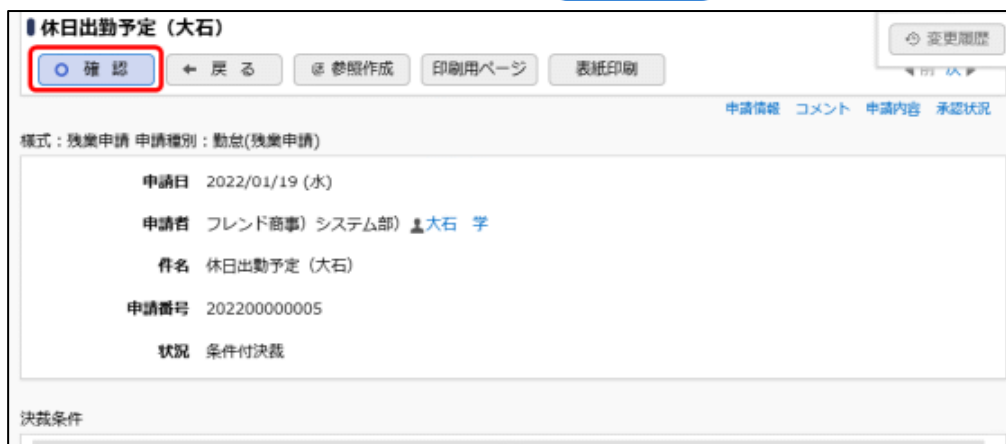 休日出勤予定（大石）
変更履歴
確認 戻る 参照作成 印刷用ページ 表紙印刷
前 次
申請情報 コメント 申請内容 承認状況
様式：残業申請 申請種別：勤怠(残業申請)
申請日 2022/01/19 (水)
申請者 フレンド商事）システム部）大石 学
件名 休日出勤予定（大石）
申請番号 202200000005
状況 条件付決裁
決裁条件